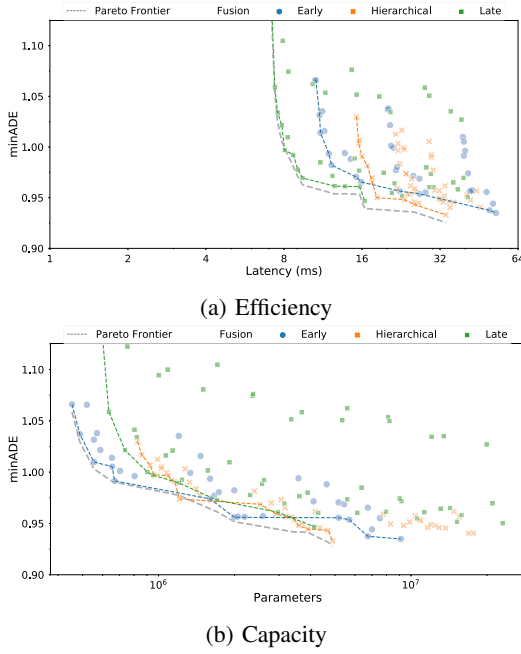 Pareto Frontier Fusion Early Hierarchical Late
1.10
1.05
1.00
0.95
0.90
minADE
1 2 4 8 16 32 64
Latency (ms)
(a) Efficiency
Pareto Frontier Fusion Early Hierarchical Late
1.10
1.05
1.00
0.95
0.90
minADE
10⁶ 10⁷
Parameters
(b) Capacity